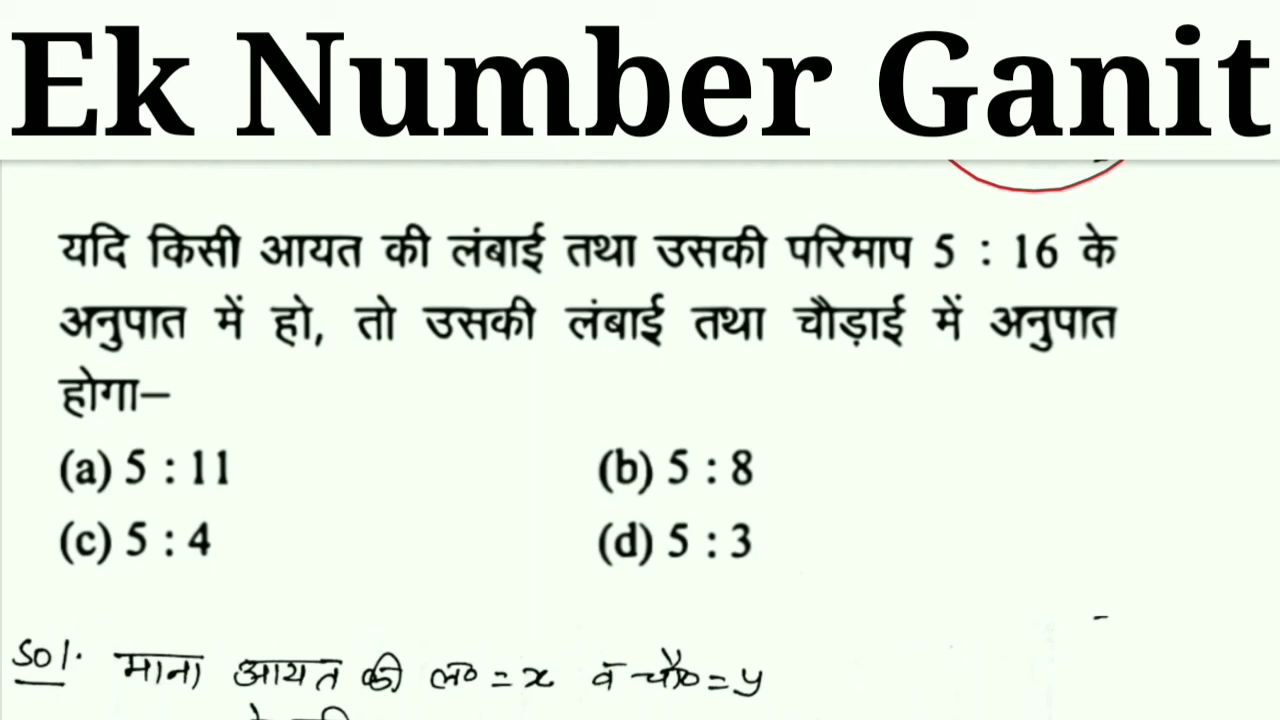 Ek Number Ganit
यदि किसी आयत की लंबाई तथा उसकी परिमाप 5 : 16 के
अनुपात में हो, तो उसकी लंबाई तथा चौड़ाई में अनुपात
होगा—
(a) 5 : 11 (b) 5 : 8
(c) 5 : 4 (d) 5 : 3
Sol. माना आयत की ल० = x व चौ० = y